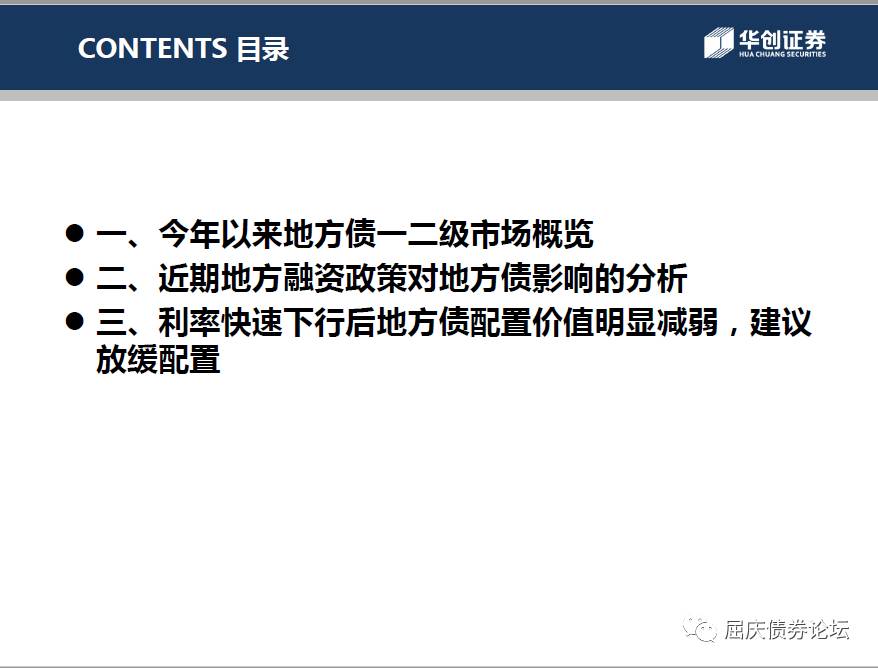 CONTENTS 目录
华创证券
HUA CHUANG SECURITIES
● 一、今年以来地方债一二级市场概览
● 二、近期地方融资政策对地方债影响的分析
● 三、利率快速下行后地方债配置价值明显减弱，建议
放缓配置
屈庆债券论坛